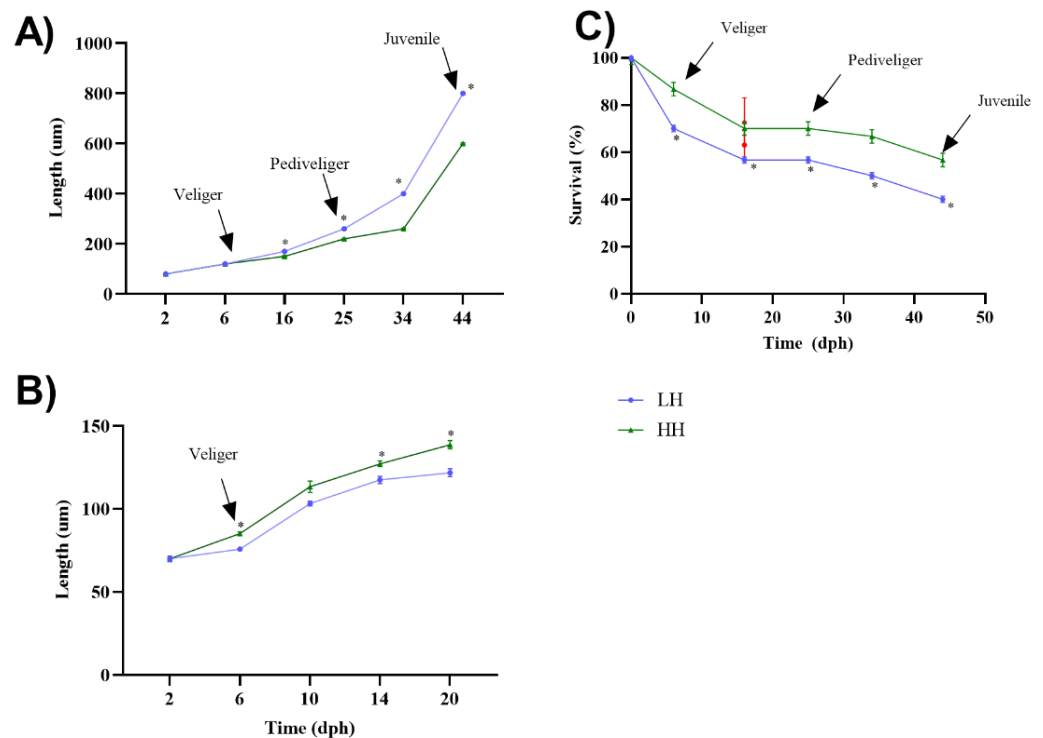 A)
1000
800
600
400
200
0
Length (um)
Veliger
Pediveliger
Juvenile
*
*
*
*
2 6 16 25 34 44
B)
150
100
50
0
Length (um)
Veliger
*
*
*
2 6 10 14 20
Time (dph)
C)
100
80
60
40
20
0
Survival (%)
Veliger
Pediveliger
Juvenile
*
*
*
*
*
0 10 20 30 40 50
Time (dph)
LH
HH